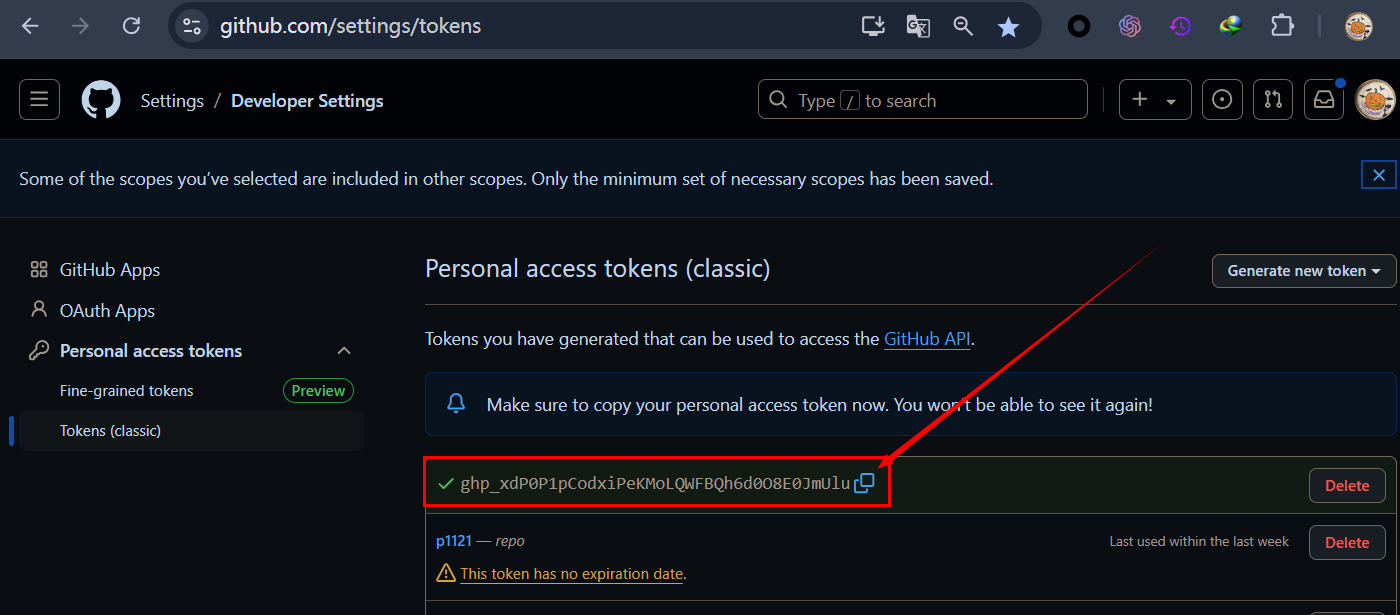 github.com/settings/tokens
Settings / Developer Settings
Type / to search
Some of the scopes you've selected are included in other scopes. Only the minimum set of necessary scopes has been saved.
GitHub Apps
OAuth Apps
Personal access tokens
Fine-grained tokens Preview
Tokens (classic)
Personal access tokens (classic)
Generate new token
Tokens you have generated that can be used to access the GitHub API.
Make sure to copy your personal access token now. You won't be able to see it again!
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
Delete
p1121 — repo
Last used within the last week
Delete
This token has no expiration date.